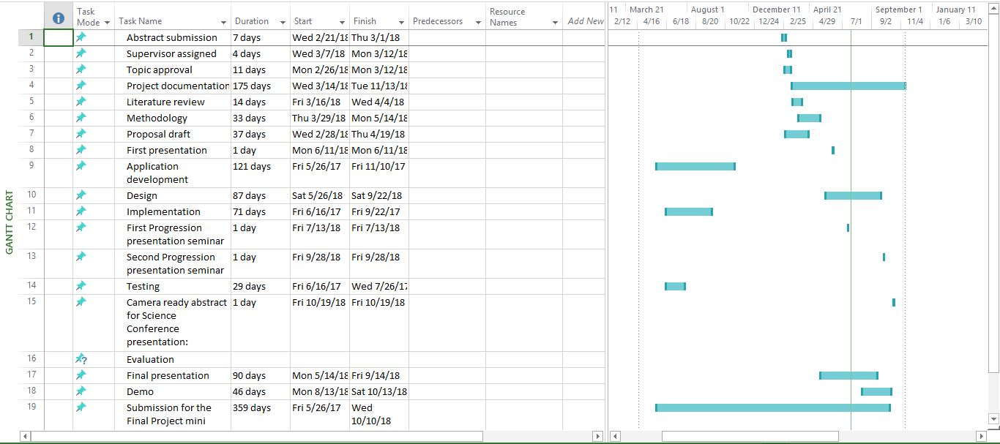 GANTT CHART
Task Mode Task Name Duration Start Finish Predecessors Resource Names Add New
11 March 21 August 1 December 11 April 21 September 1 January 11
2/12 4/16 6/18 8/20 10/22 12/24 2/25 4/29 7/1 9/2 11/4 1/6 3/10
1 Abstract submission 7 days Wed 2/21/18 Thu 3/1/18
2 Supervisor assigned 4 days Wed 3/7/18 Mon 3/12/18
3 Topic approval 11 days Mon 2/26/18 Mon 3/12/18
4 Project documentation 175 days Wed 3/14/18 Tue 11/13/18
5 Literature review 14 days Fri 3/16/18 Wed 4/4/18
6 Methodology 33 days Thu 3/29/18 Mon 5/14/18
7 Proposal draft 37 days Wed 2/28/18 Thu 4/19/18
8 First presentation 1 day Mon 6/11/18 Mon 6/11/18
9 Application 121 days Fri 5/26/17 Fri 11/10/17
development
10 Design 87 days Sat 5/26/18 Sat 9/22/18
11 Implementation 71 days Fri 6/16/17 Fri 9/22/17
12 First Progression 1 day Fri 7/13/18 Fri 7/13/18
presentation seminar
13 Second Progression 1 day Fri 9/28/18 Fri 9/28/18
presentation seminar
14 Testing 29 days Fri 6/16/17 Wed 7/26/17
15 Camera ready abstract 1 day Fri 10/19/18 Fri 10/19/18
for Science
Conference
presentation:
16 ? Evaluation
17 Final presentation 90 days Mon 5/14/18 Fri 9/14/18
18 Demo 46 days Mon 8/13/18 Sat 10/13/18
19 Submission for the 359 days Fri 5/26/17 Wed
Final Project mini 10/10/18